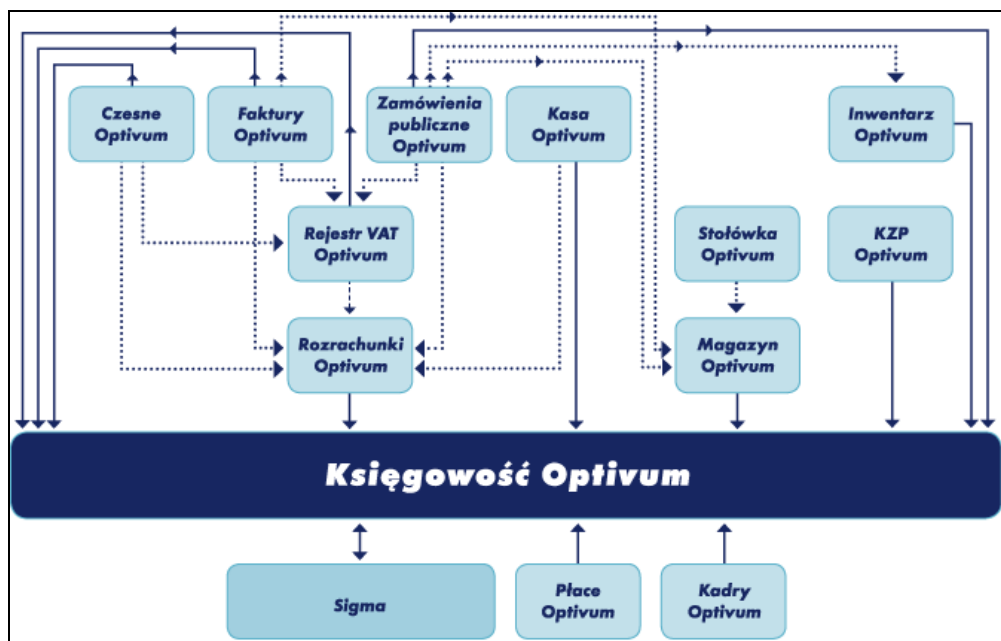 Czesne
Optivum
Faktury
Optivum
Zamówienia
publiczne
Optivum
Kasa
Optivum
Inwentarz
Optivum
Rejestr VAT
Optivum
Stołówka
Optivum
KZP
Optivum
Rozrachunki
Optivum
Magazyn
Optivum
Księgowość Optivum
Sigma
Płace
Optivum
Kadry
Optivum